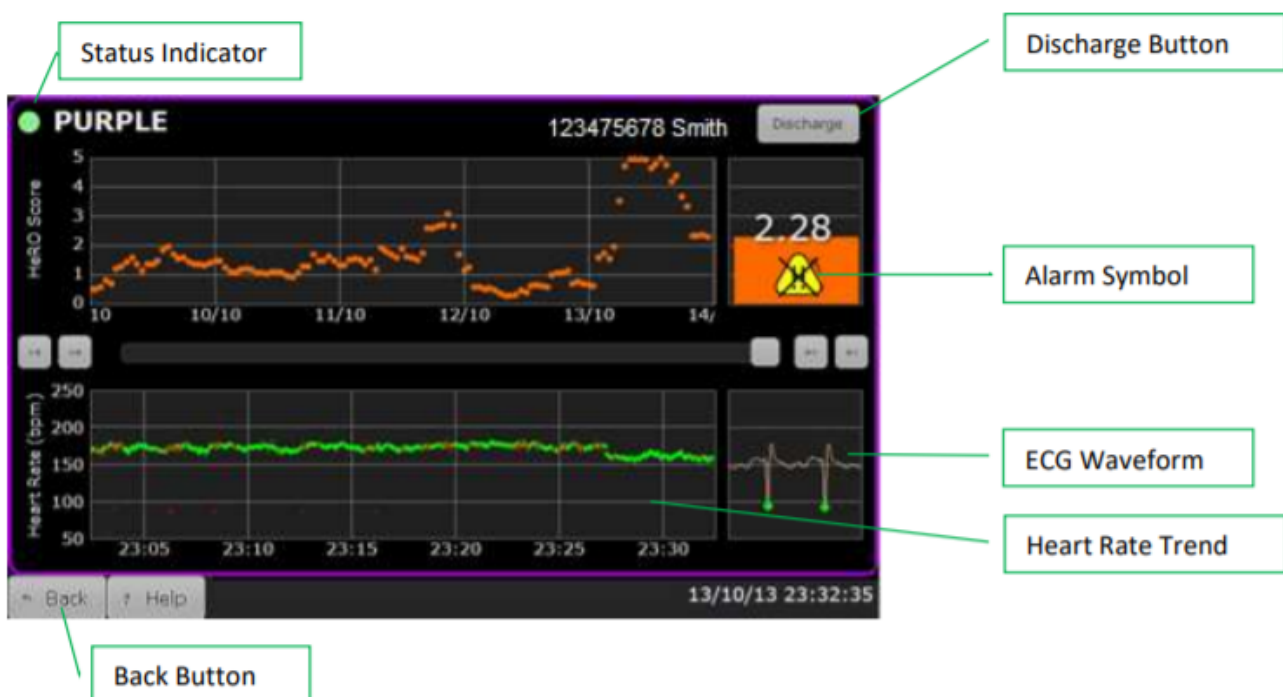 Status Indicator
Discharge Button
PURPLE
123475678 Smith
Discharge
HeRO Score
5
4
3
2
1
0
10
10/10
11/10
12/10
13/10
14/
2.28
H
Alarm Symbol
Heart Rate (bpm)
250
200
150
100
50
23:05
23:10
23:15
23:20
23:25
23:30
ECG Waveform
Heart Rate Trend
Back
? Help
13/10/13 23:32:35
Back Button